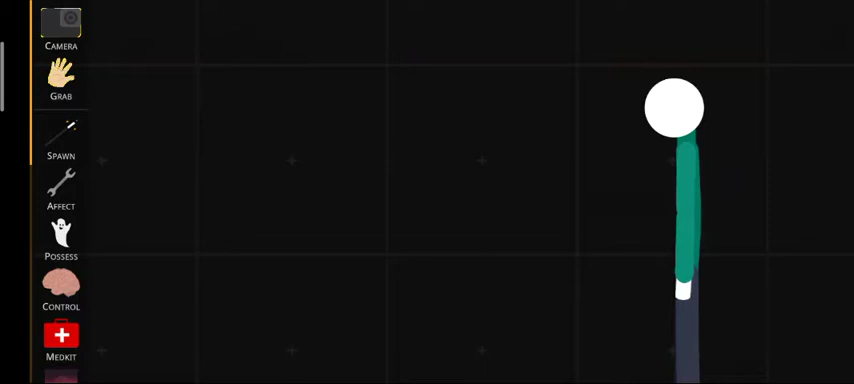 CAMERA
GRAB
SPAWN
AFFECT
POSSESS
CONTROL
MEDKIT